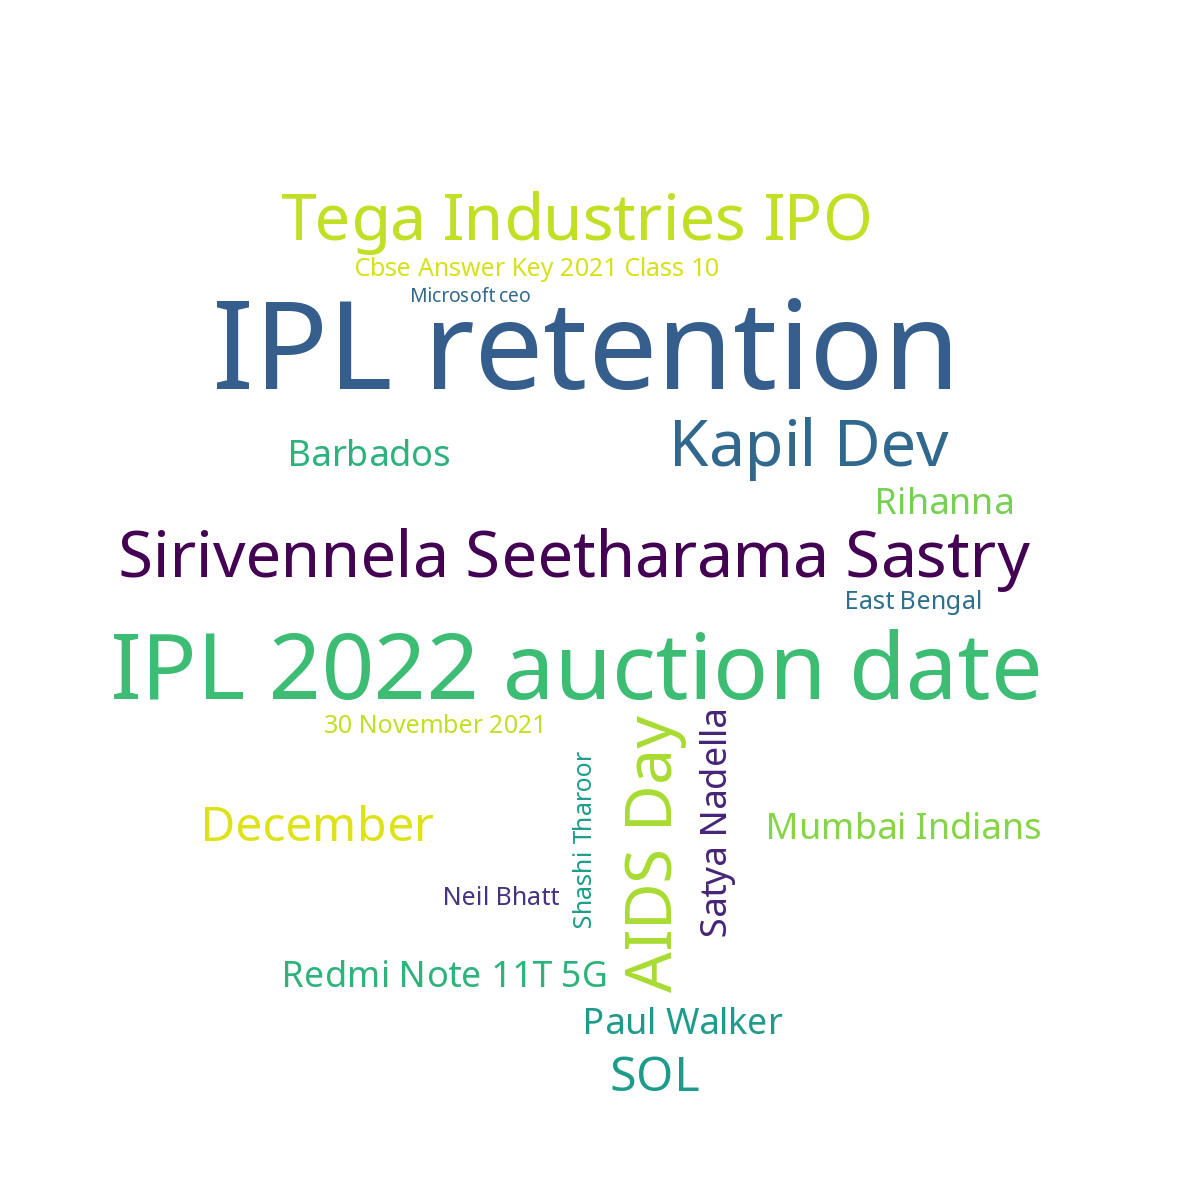 Tega Industries IPO
Cbse Answer Key 2021 Class 10
Microsoft ceo
IPL retention
Kapil Dev
Barbados
Rihanna
Sirivennela Seetharama Sastry
East Bengal
IPL 2022 auction date
30 November 2021
Shashi Tharoor
AIDS Day
Satya Nadella
December
Mumbai Indians
Neil Bhatt
Redmi Note 11T 5G
Paul Walker
SOL